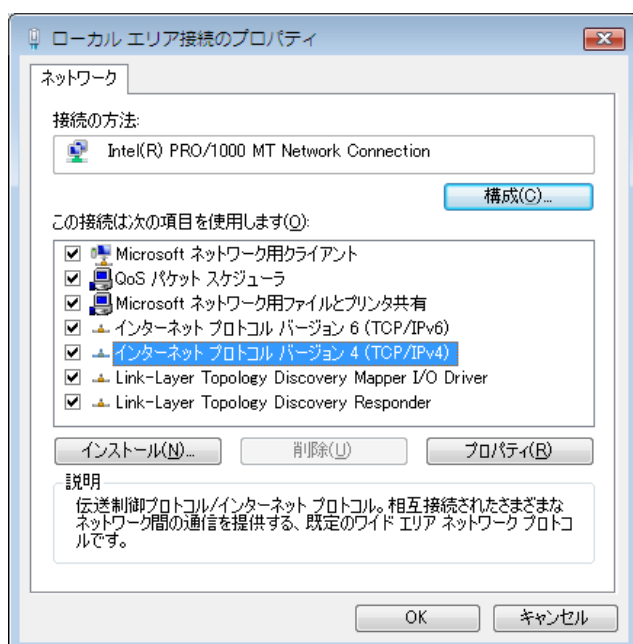 ローカル エリア接続のプロパティ
ネットワーク
接続の方法:
Intel(R) PRO/1000 MT Network Connection
構成(C)...
この接続は次の項目を使用します(O):
Microsoft ネットワーク用クライアント
QoS パケット スケジューラ
Microsoft ネットワーク用ファイルとプリンタ共有
インターネット プロトコル バージョン 6 (TCP/IPv6)
インターネット プロトコル バージョン 4 (TCP/IPv4)
Link-Layer Topology Discovery Mapper I/O Driver
Link-Layer Topology Discovery Responder
インストール(N)...
削除(U)
プロパティ(R)
説明
伝送制御プロトコル/インターネット プロトコル。相互接続されたさまざまな
ネットワーク間の通信を提供する、既定のワイド エリア ネットワーク プロトコ
ルです。
OK
キャンセル